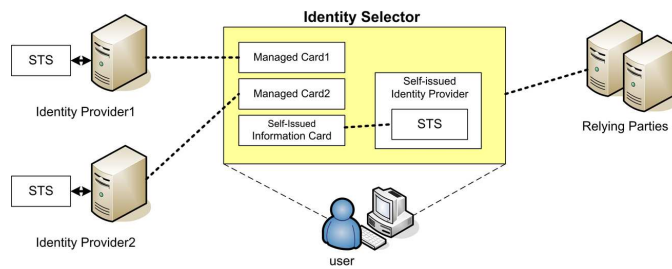 Identity Selector
STS
Identity Provider1
Managed Card1
Managed Card2
Self-Issued
Information Card
Self-issued
Identity Provider
STS
Relying Parties
STS
Identity Provider2
user